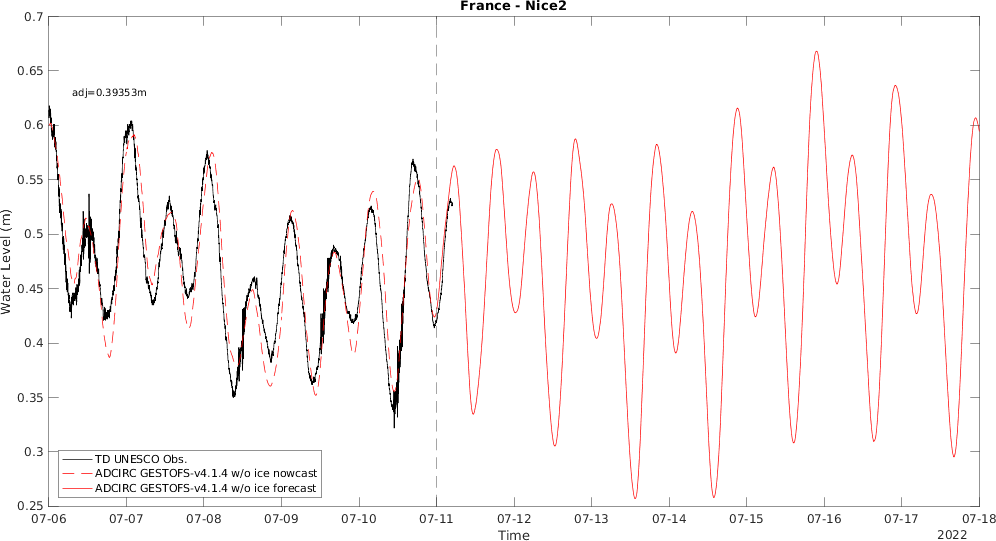 France - Nice2
0.7
0.65
0.6
0.55
0.5
0.45
0.4
0.35
0.3
0.25
Water Level (m)
adj=0.39353m
TD UNESCO Obs.
ADCIRC GESTOFS-v4.1.4 w/o ice nowcast
ADCIRC GESTOFS-v4.1.4 w/o ice forecast
07-06 07-07 07-08 07-09 07-10 07-11 07-12 07-13 07-14 07-15 07-16 07-17 07-18
Time
2022